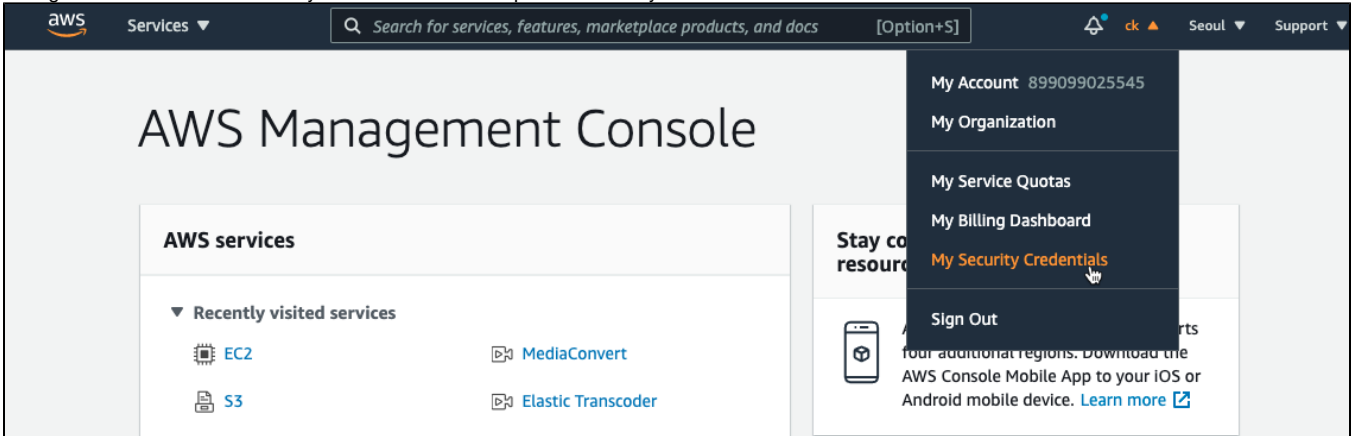 aws Services ▼ Search for services, features, marketplace products, and docs [Option+S] ck ▲ Seoul ▼ Support ▼
My Account 899099025545
My Organization
My Service Quotas
My Billing Dashboard
My Security Credentials
Sign Out
AWS Management Console
AWS services
▼ Recently visited services
EC2
MediaConvert
S3
Elastic Transcoder
Stay
four additional regions. Download the
AWS Console Mobile App to your iOS or
Android mobile device. Learn more